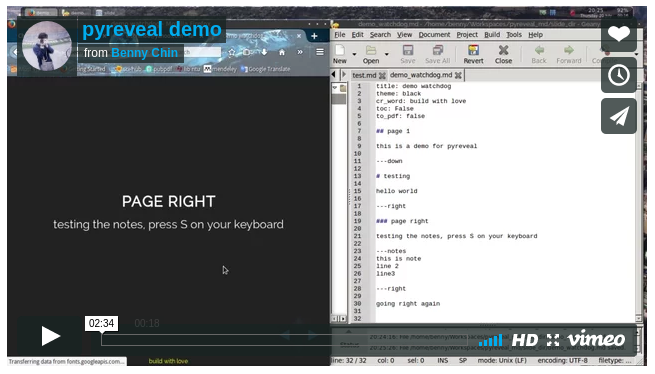 demo_watchdog.md - /home/benny/Workspaces/pyreveal_md/slide_dir - Geany
20:25
92%
pyreveal demo
from Benny Chin
File Edit Search View Document Project Build Tools Help
New Open Save Save All Revert Close Back Forward
Google Translate
test.md demo_watchdog.md
1 title: demo watchdog
2 theme: black
3 cr_word: build with love
4 toc: False
5 to_pdf: false
6
7 ## page 1
8
9 this is a demo for pyreveal
10
11 ---down
12
13 # testing
14
15 hello world
16
17 ---right
18
19 ### page right
20
21 testing the notes, press S on your keyboard
22
23 ---notes
24 this is note
25 line 2
26 line3
27
28 ---right
29
30 going right again
31
32
PAGE RIGHT
testing the notes, press S on your keyboard
02:34
00:18
HD
vimeo
Transferring data from fonts.googleapis.com...
build with love
line: 32 / 32 col: 0 sel: 0 INS SP mode: Unix (LF) encoding: UTF-8 filetype: ...